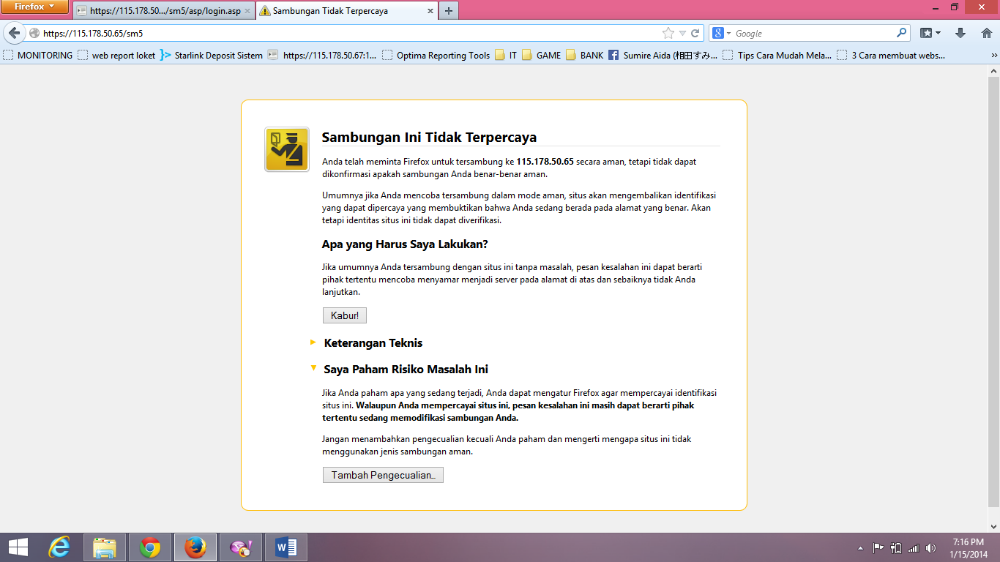 Firefox
https://115.178.50.../sm5/asp/login.asp
Sambungan Tidak Terpercaya
https://115.178.50.65/sm5
Google
MONITORING
web report loket
Starlink Deposit Sistem
https://115.178.50.67:1...
Optima Reporting Tools
IT
GAME
BANK
Sumire Aida (相田すみ...
Tips Cara Mudah Mela...
3 Cara membuat webs...
Sambungan Ini Tidak Terpercaya
Anda telah meminta Firefox untuk tersambung ke 115.178.50.65 secara aman, tetapi tidak dapat
dikonfirmasi apakah sambungan Anda benar-benar aman.
Umumnya jika Anda mencoba tersambung dalam mode aman, situs akan mengembalikan identifikasi
yang dapat dipercaya yang membuktikan bahwa Anda sedang berada pada alamat yang benar. Akan
tetapi identitas situs ini tidak dapat diverifikasi.
Apa yang Harus Saya Lakukan?
Jika umumnya Anda tersambung dengan situs ini tanpa masalah, pesan kesalahan ini dapat berarti
pihak tertentu mencoba menyamar menjadi server pada alamat di atas dan sebaiknya tidak Anda
lanjutkan.
Kabur!
Keterangan Teknis
Saya Paham Risiko Masalah Ini
Jika Anda paham apa yang sedang terjadi, Anda dapat mengatur Firefox agar mempercayai identifikasi
situs ini. Walaupun Anda mempercayai situs ini, pesan kesalahan ini masih dapat berarti pihak
tertentu sedang memodifikasi sambungan Anda.
Jangan menambahkan pengecualian kecuali Anda paham dan mengerti mengapa situs ini tidak
menggunakan jenis sambungan aman.
Tambah Pengecualian...
7:16 PM
1/15/2014